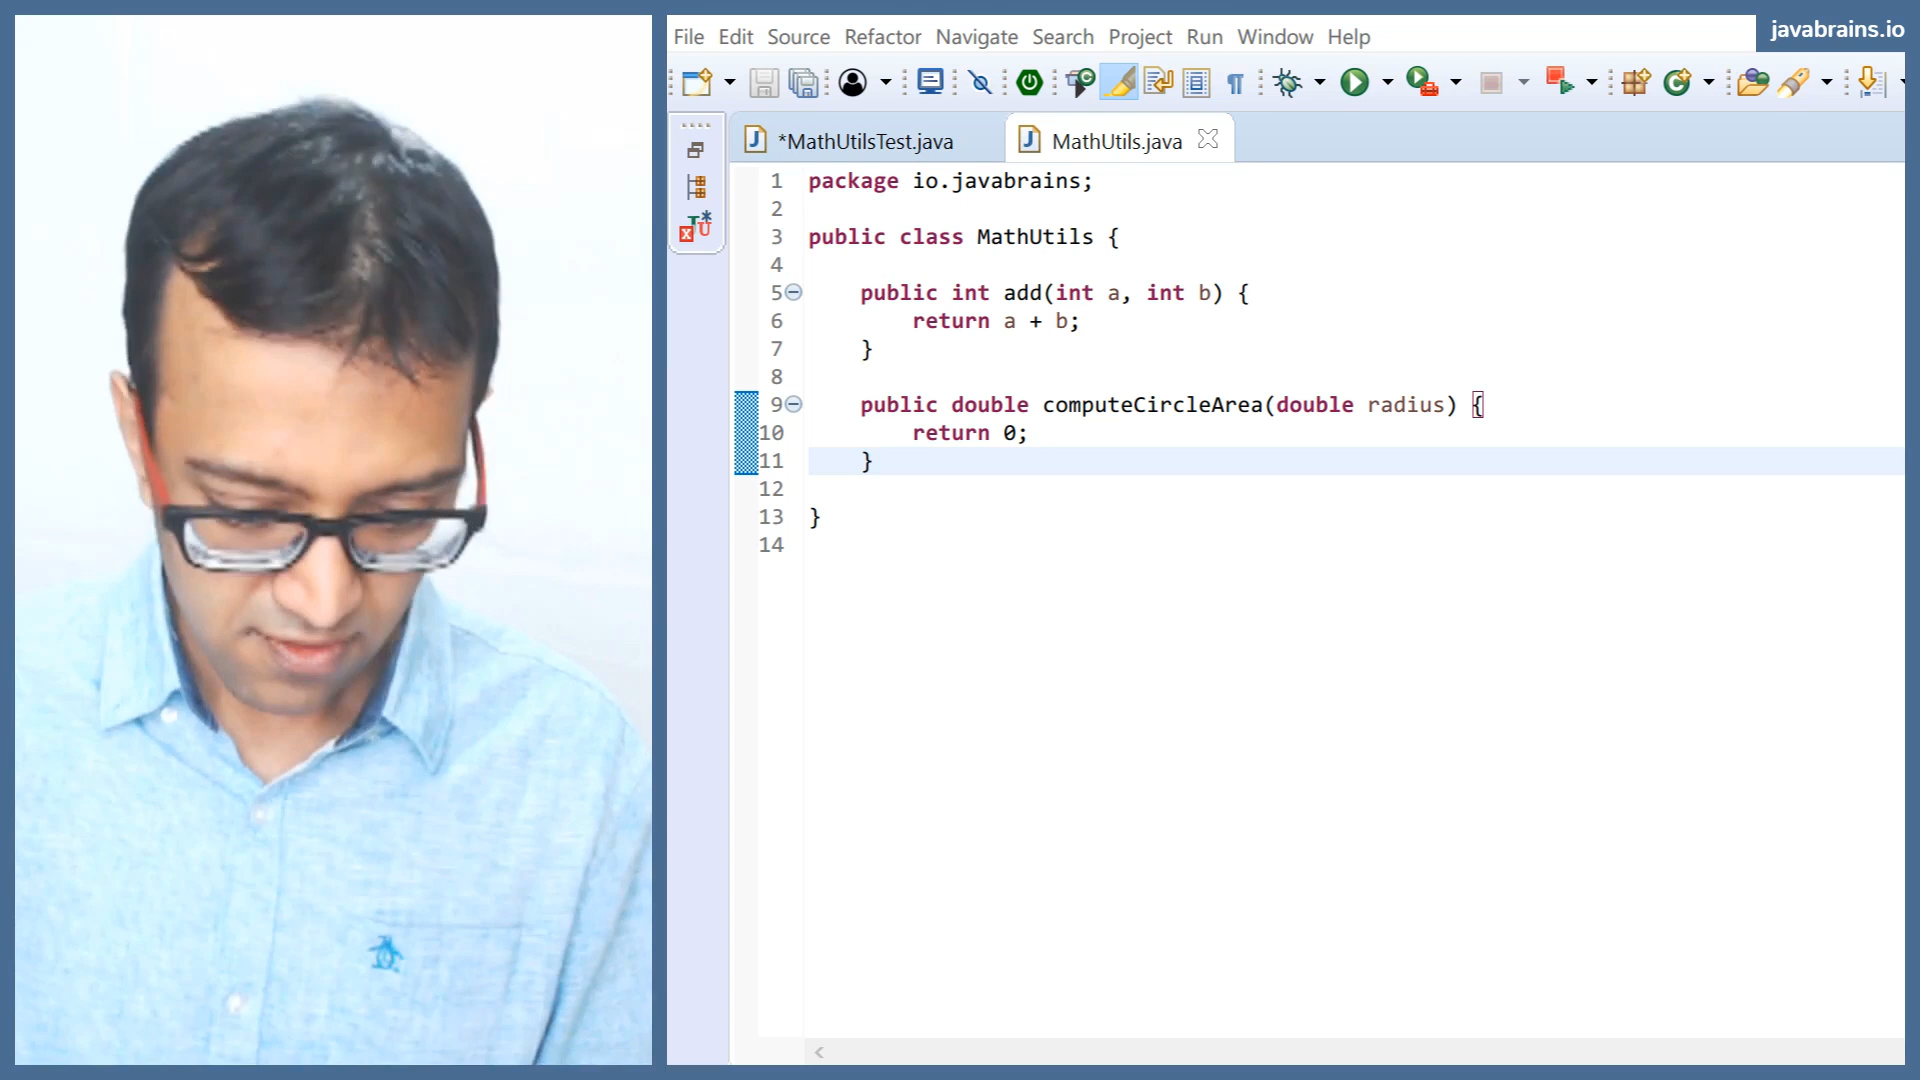 javabrains.io
File Edit Source Refactor Navigate Search Project Run Window Help
*MathUtilsTest.java MathUtils.java
1 package io.javabrains;
2
3 public class MathUtils {
4
5 public int add(int a, int b) {
6 return a + b;
7 }
8
9 public double computeCircleArea(double radius) {
10 return 0;
11 }
12
13 }
14